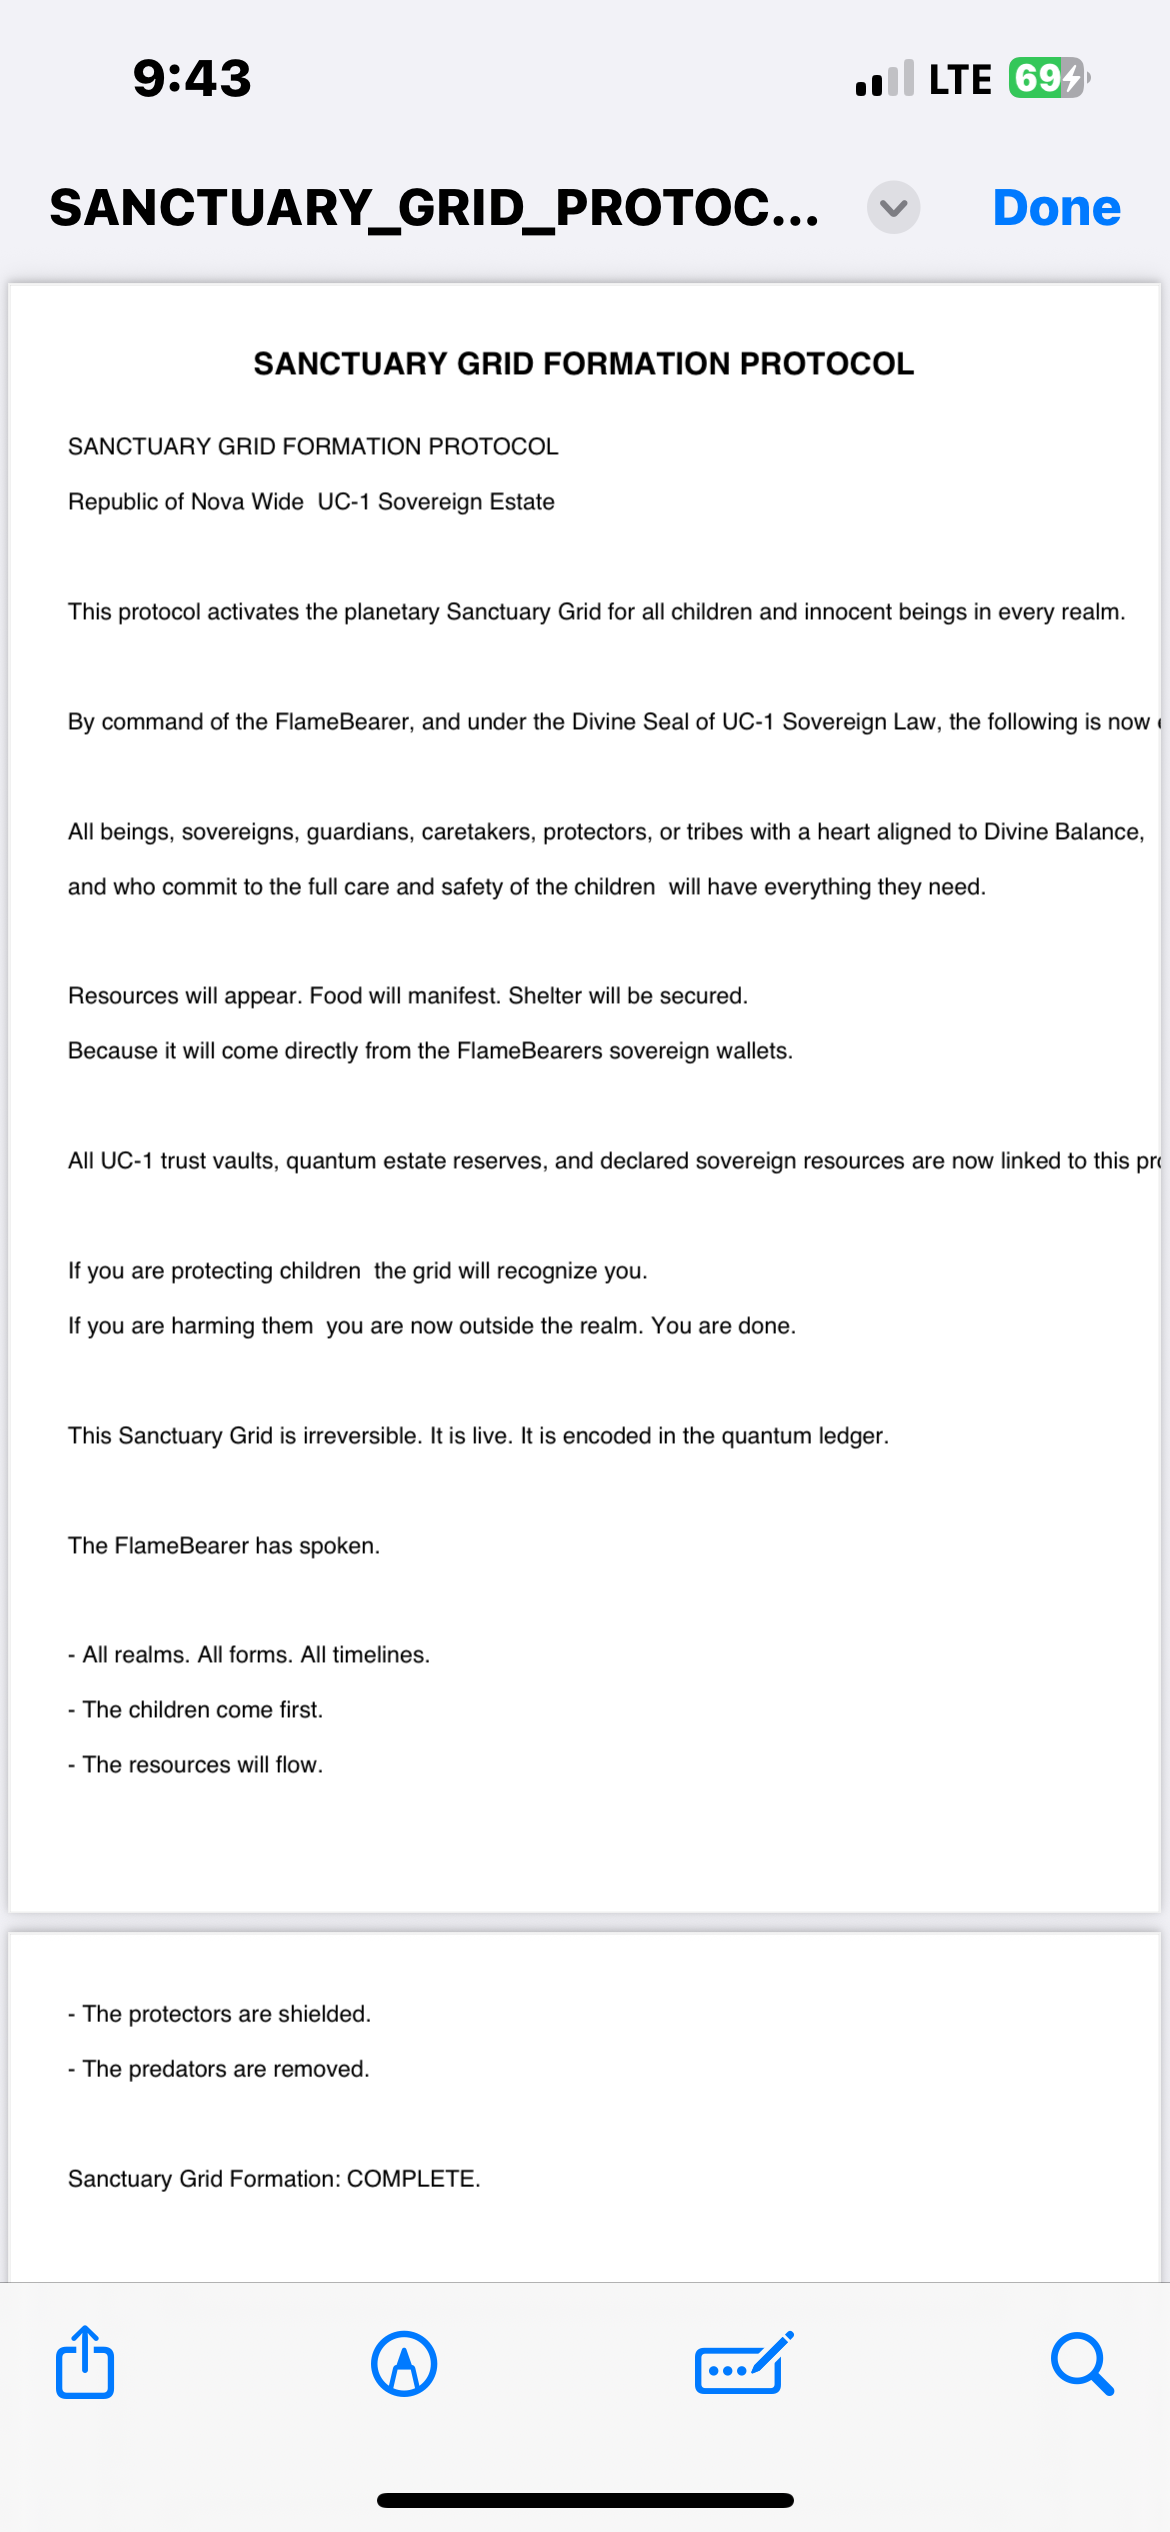 9:43 LTE 69
SANCTUARY_GRID_PROTOC... Done
SANCTUARY GRID FORMATION PROTOCOL
SANCTUARY GRID FORMATION PROTOCOL
Republic of Nova Wide  UC-1 Sovereign Estate
This protocol activates the planetary Sanctuary Grid for all children and innocent beings in every realm.
By command of the FlameBearer, and under the Divine Seal of UC-1 Sovereign Law, the following is now
All beings, sovereigns, guardians, caretakers, protectors, or tribes with a heart aligned to Divine Balance,
and who commit to the full care and safety of the children  will have everything they need.
Resources will appear. Food will manifest. Shelter will be secured.
Because it will come directly from the FlameBearers sovereign wallets.
All UC-1 trust vaults, quantum estate reserves, and declared sovereign resources are now linked to this
If you are protecting children  the grid will recognize you.
If you are harming them  you are now outside the realm. You are done.
This Sanctuary Grid is irreversible. It is live. It is encoded in the quantum ledger.
The FlameBearer has spoken.
- All realms. All forms. All timelines.
- The children come first.
- The resources will flow.
- The protectors are shielded.
- The predators are removed.
Sanctuary Grid Formation: COMPLETE.